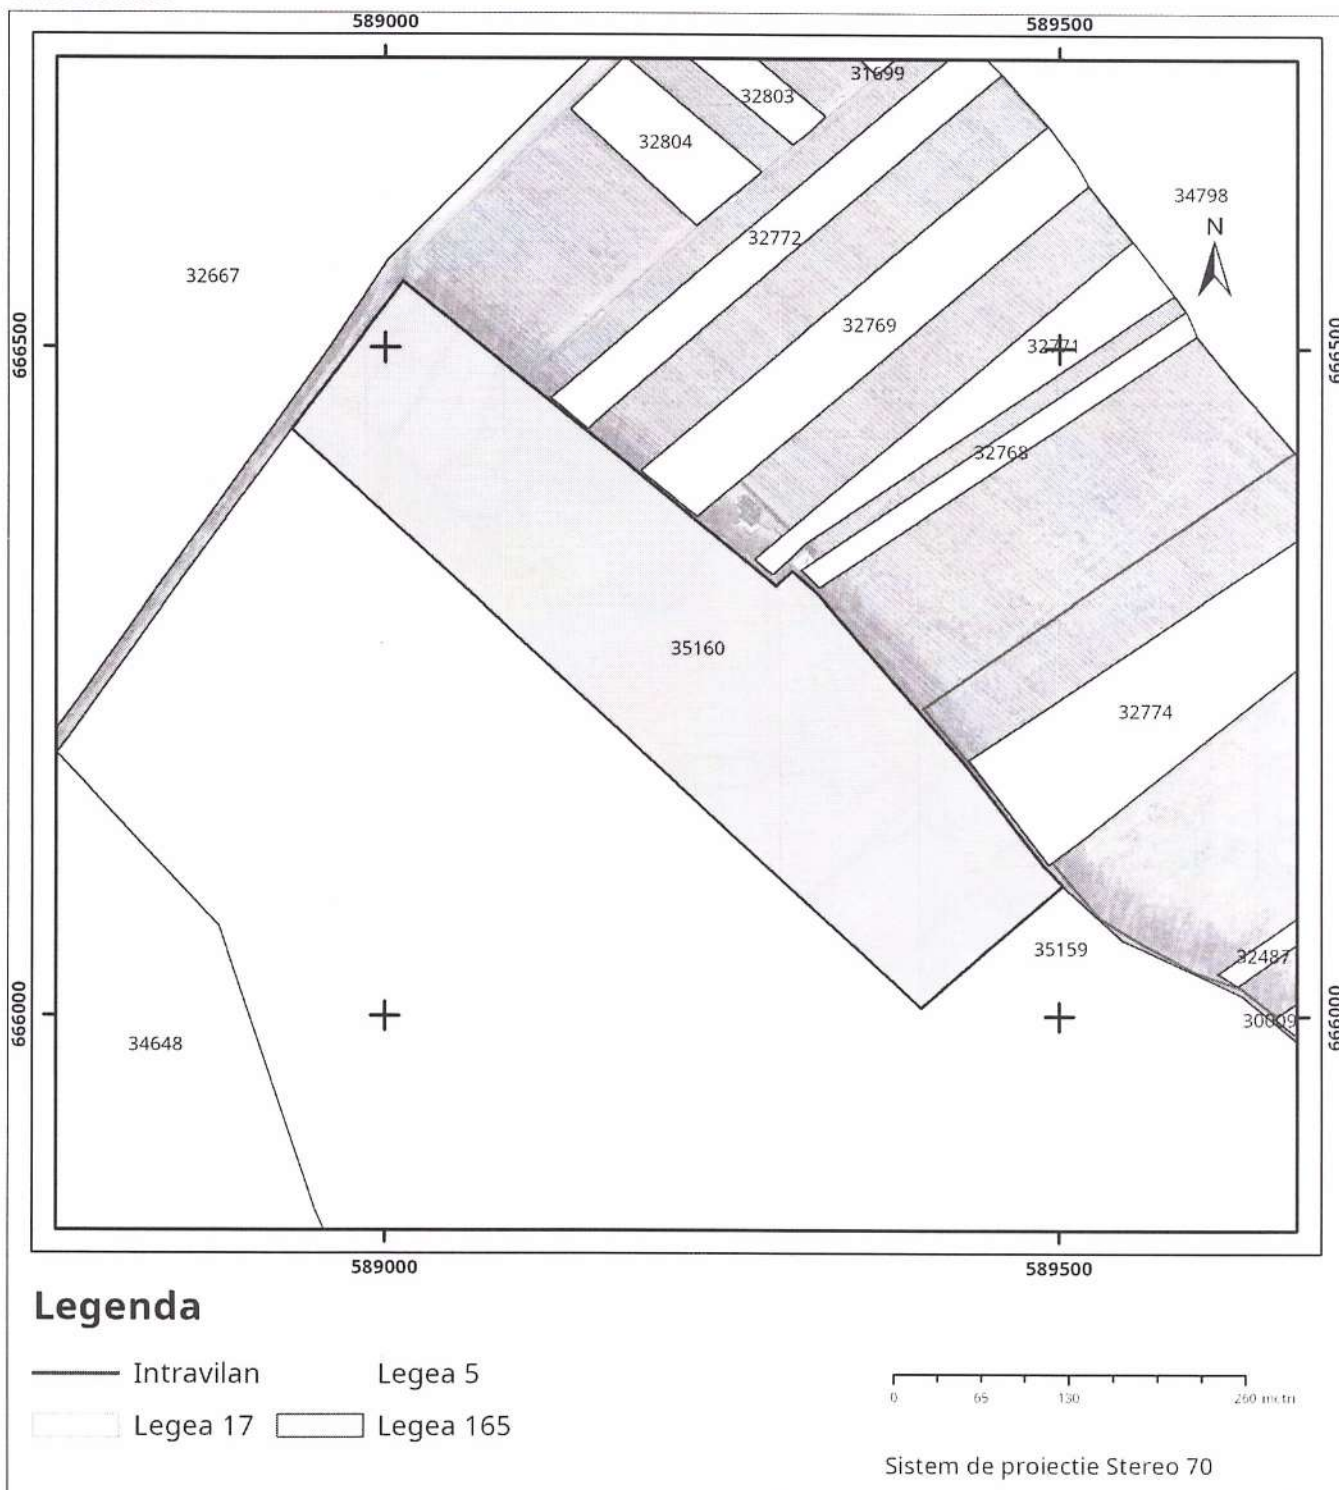 589000 589500
31699
32803
32804
34798
N
32772
32667
32769
666500 32771 666500
32768
35160
32774
35159
32487
666000 666000
30009
34648
589000 589500
Legenda
Intravilan Legea 5
Legea 17 Legea 165
0 65 130 260 metri
Sistem de proiectie Stereo 70